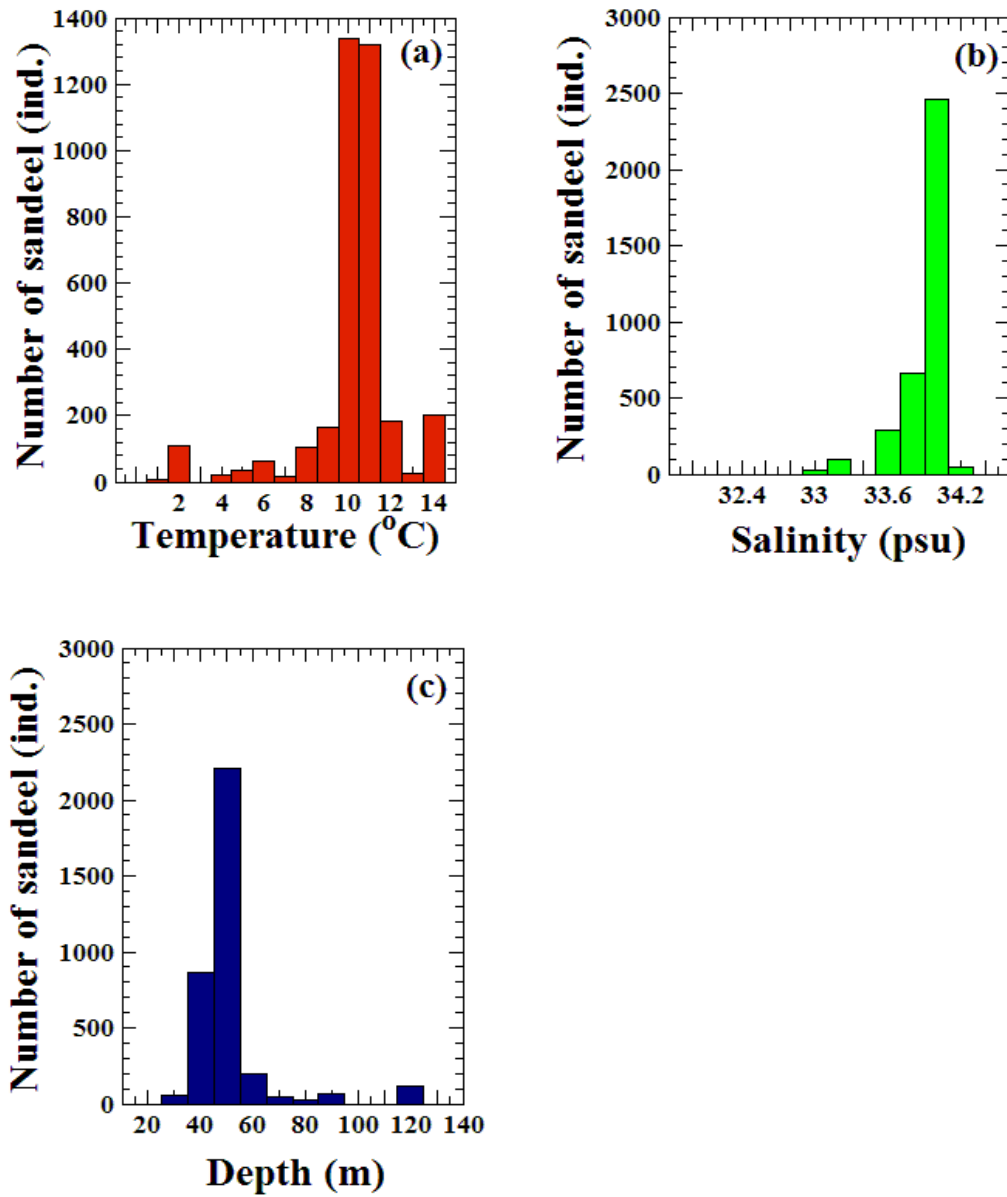 (a)
Number of sandeel (ind.)
1400
1200
1000
800
600
400
200
0
2 4 6 8 10 12 14
Temperature (°C)
(b)
Number of sandeel (ind.)
3000
2500
2000
1500
1000
500
0
32.4 33 33.6 34.2
Salinity (psu)
(c)
Number of sandeel (ind.)
3000
2500
2000
1500
1000
500
0
20 40 60 80 100 120 140
Depth (m)